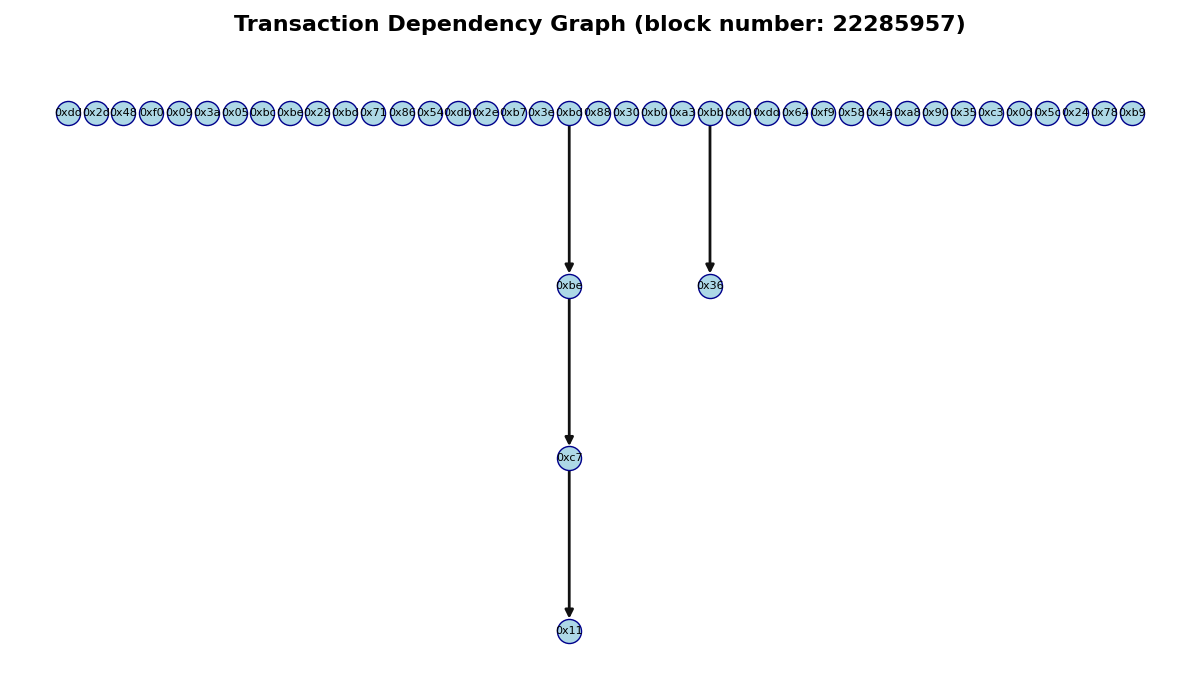 Transaction Dependency Graph (block number: 22285957)
0xdd 0x2d 0x48 0xf0 0x09 0x3a 0x05 0xbc 0xbe 0x28 0xbd 0x71 0x86 0x54 0xdb 0x2e 0xb7 0x3e 0xbd 0x88 0x30 0xb0 0xa3 0xbb 0xd0 0xdd 0x64 0xf9 0x58 0x4a 0xa8 0x90 0x35 0xc3 0x0d 0x5c 0x24 0x78 0xb9
0xbe 0x36
0xc7
0x11